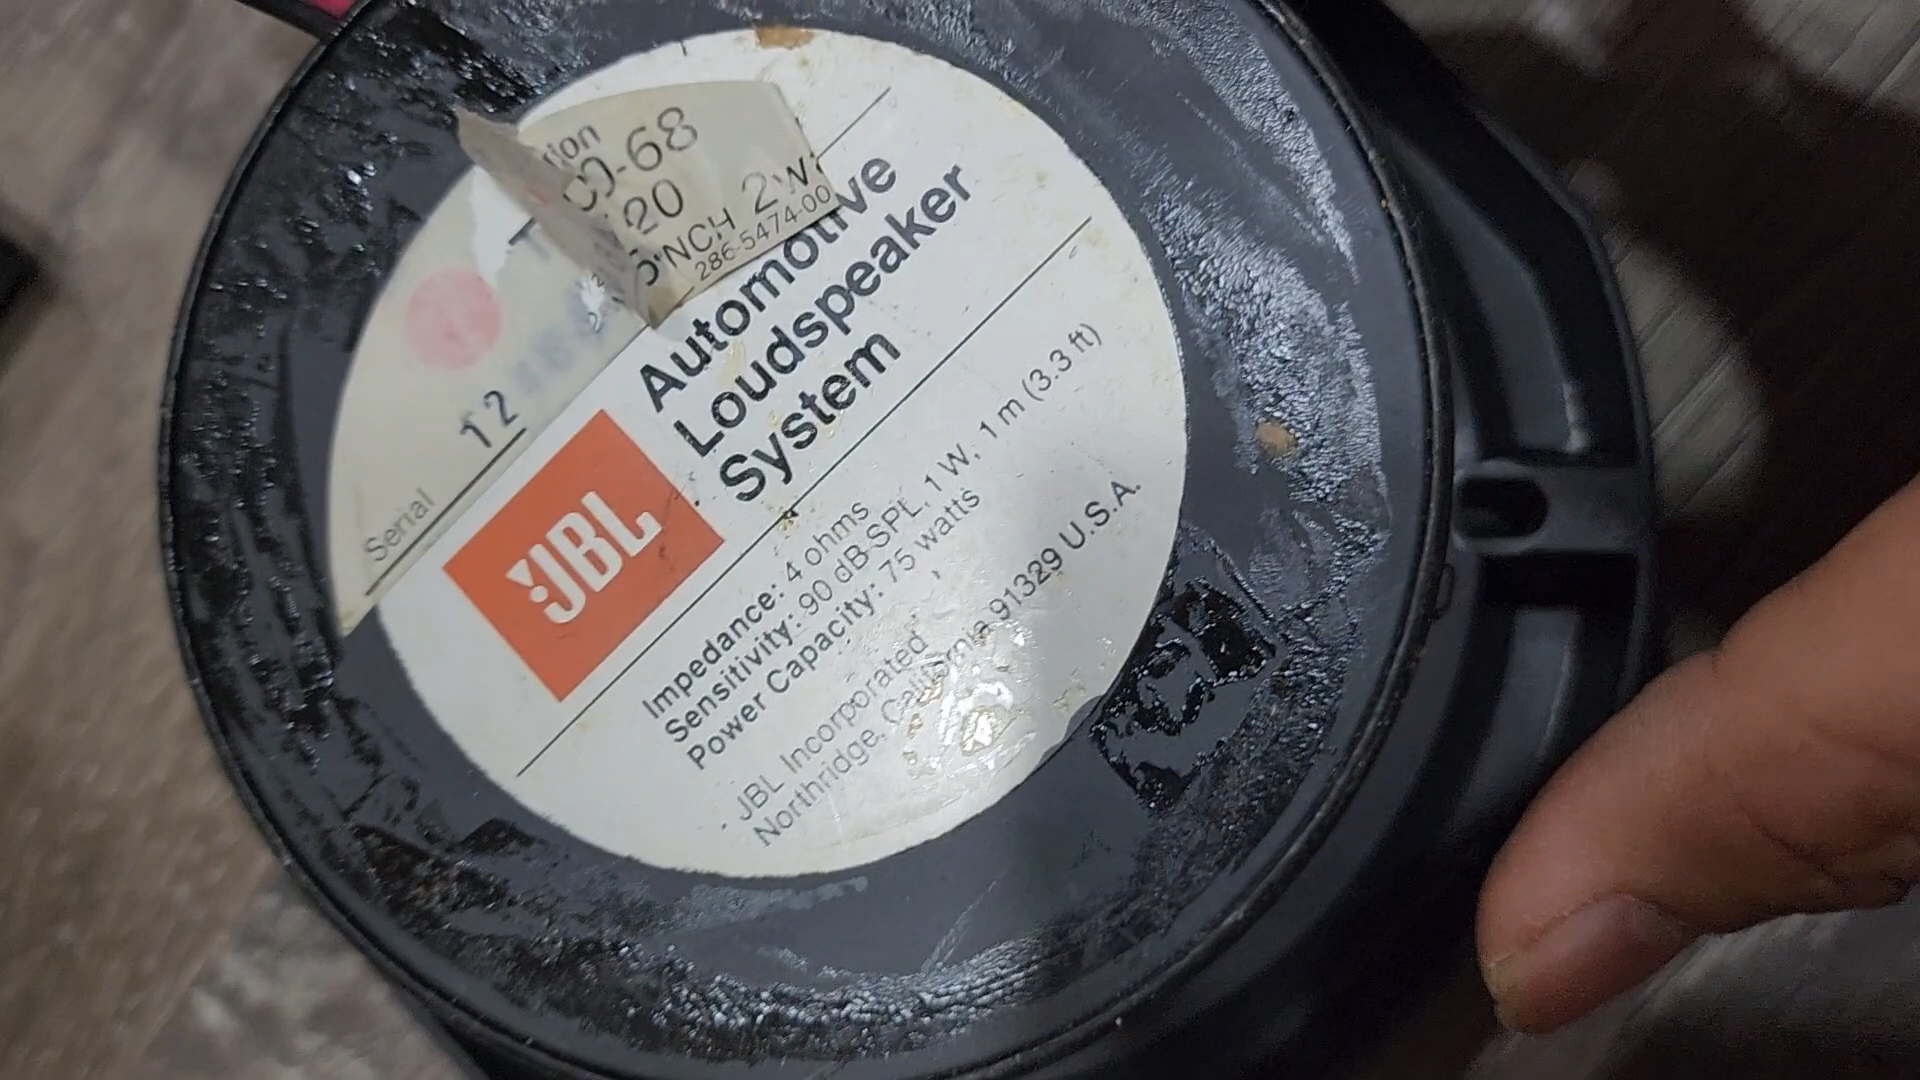 -68
20
NCH 2W
286-5474-00
12
Serial
JBL
Automotive
Loudspeaker
System
Impedance: 4 ohms
Sensitivity: 90 dB SPL, 1 W, 1 m (3.3 ft)
Power Capacity: 75 watts
JBL Incorporated
Northridge, California 91329 U.S.A.